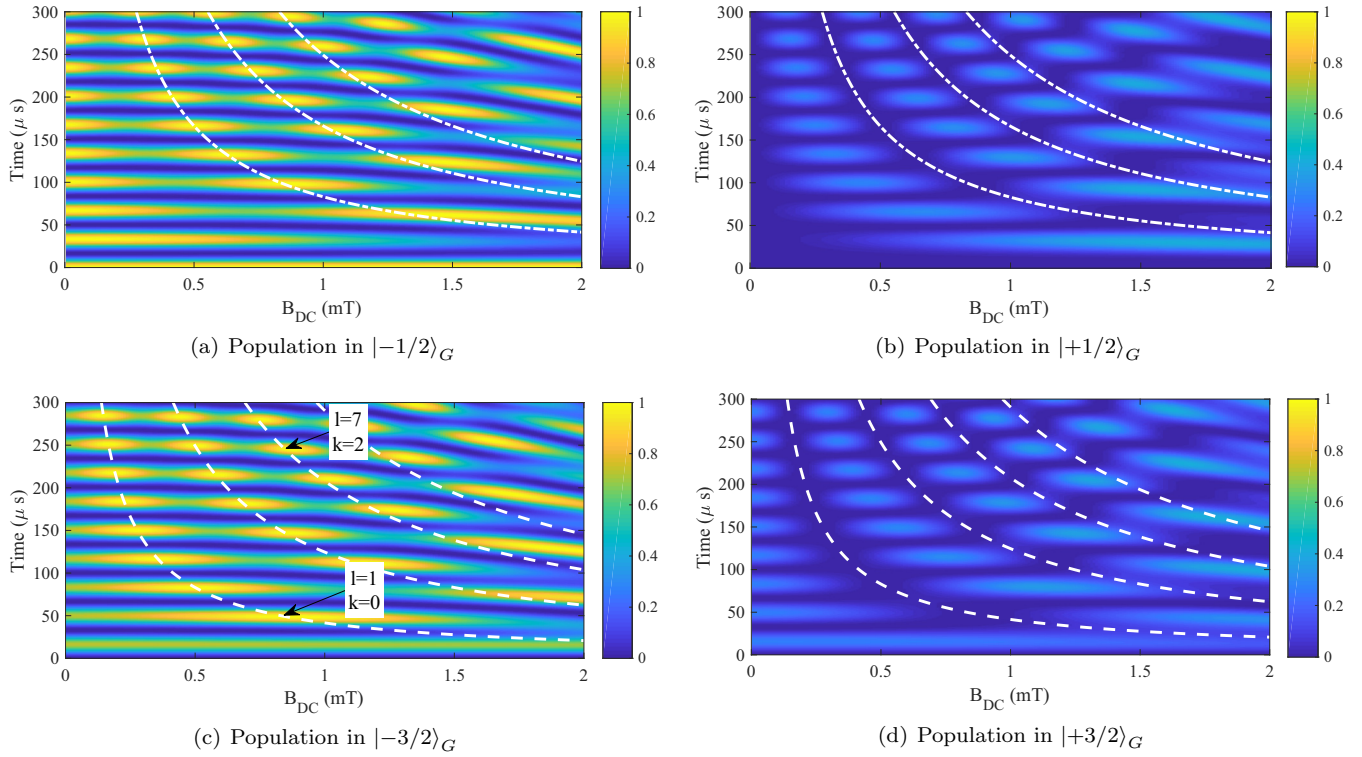 300
250
200
150
100
50
0
Time (μ s)
0 0.5 1 1.5 2
B_DC (mT)
1
0.8
0.6
0.4
0.2
0
(a) Population in |−1/2⟩_G
300
250
200
150
100
50
0
Time (μ s)
0 0.5 1 1.5 2
B_DC (mT)
1
0.8
0.6
0.4
0.2
0
(b) Population in |+1/2⟩_G
300
250
200
150
100
50
0
Time (μ s)
l=7
k=2
l=1
k=0
0 0.5 1 1.5 2
B_DC (mT)
1
0.8
0.6
0.4
0.2
0
(c) Population in |−3/2⟩_G
300
250
200
150
100
50
0
Time (μ s)
0 0.5 1 1.5 2
B_DC (mT)
1
0.8
0.6
0.4
0.2
0
(d) Population in |+3/2⟩_G